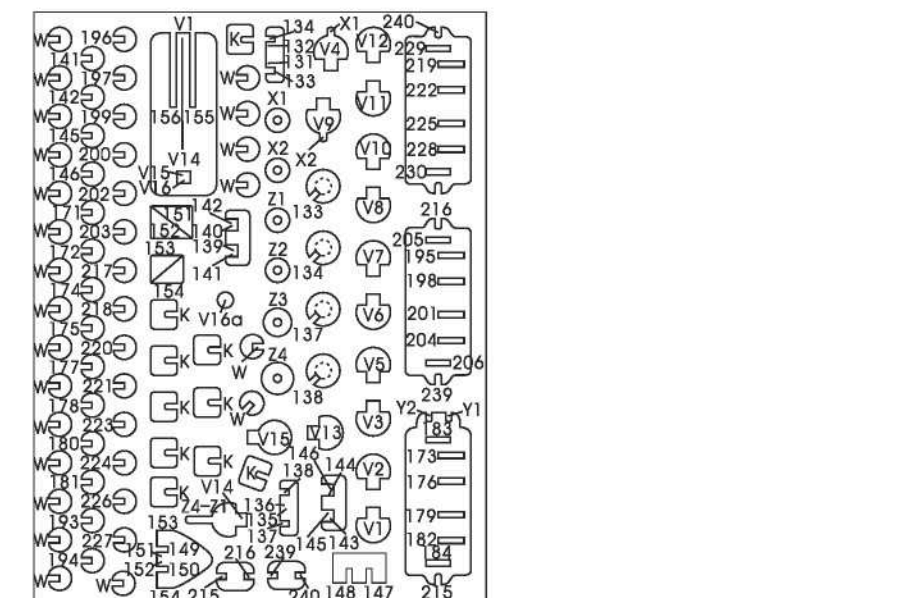 V1 134 X1 240
W 196 K 132 V4 V12 229
141 131 219
W 197 W 133
142 X1 V11 222
W 199 156 155 W V9 225
145
W 200 V14 W X2 X2 V10 228
146 V15 230
V16 W
W 202 142 Z1 133 V8 216
171 151
W 203 152 140 205
172 153 139 Z2 V7 195
W 217 141 134 198
174 154 Z3
W 218 K V16a V6 201
175 137
W 220 K K W Z4 204
177 V5 206
W 221 138 239
178 K K W Y2 Y1
W 223 V15 V13 V3 83
180 146 173
W 224 K K K 138 144 V2 176
181 V14
W 226 K Z4-Z1 136 179
193 153 135 V1
W 227 151 149 137 145 143 182
194 152 150 216 239 84
W W 154 215 240 148 147 215